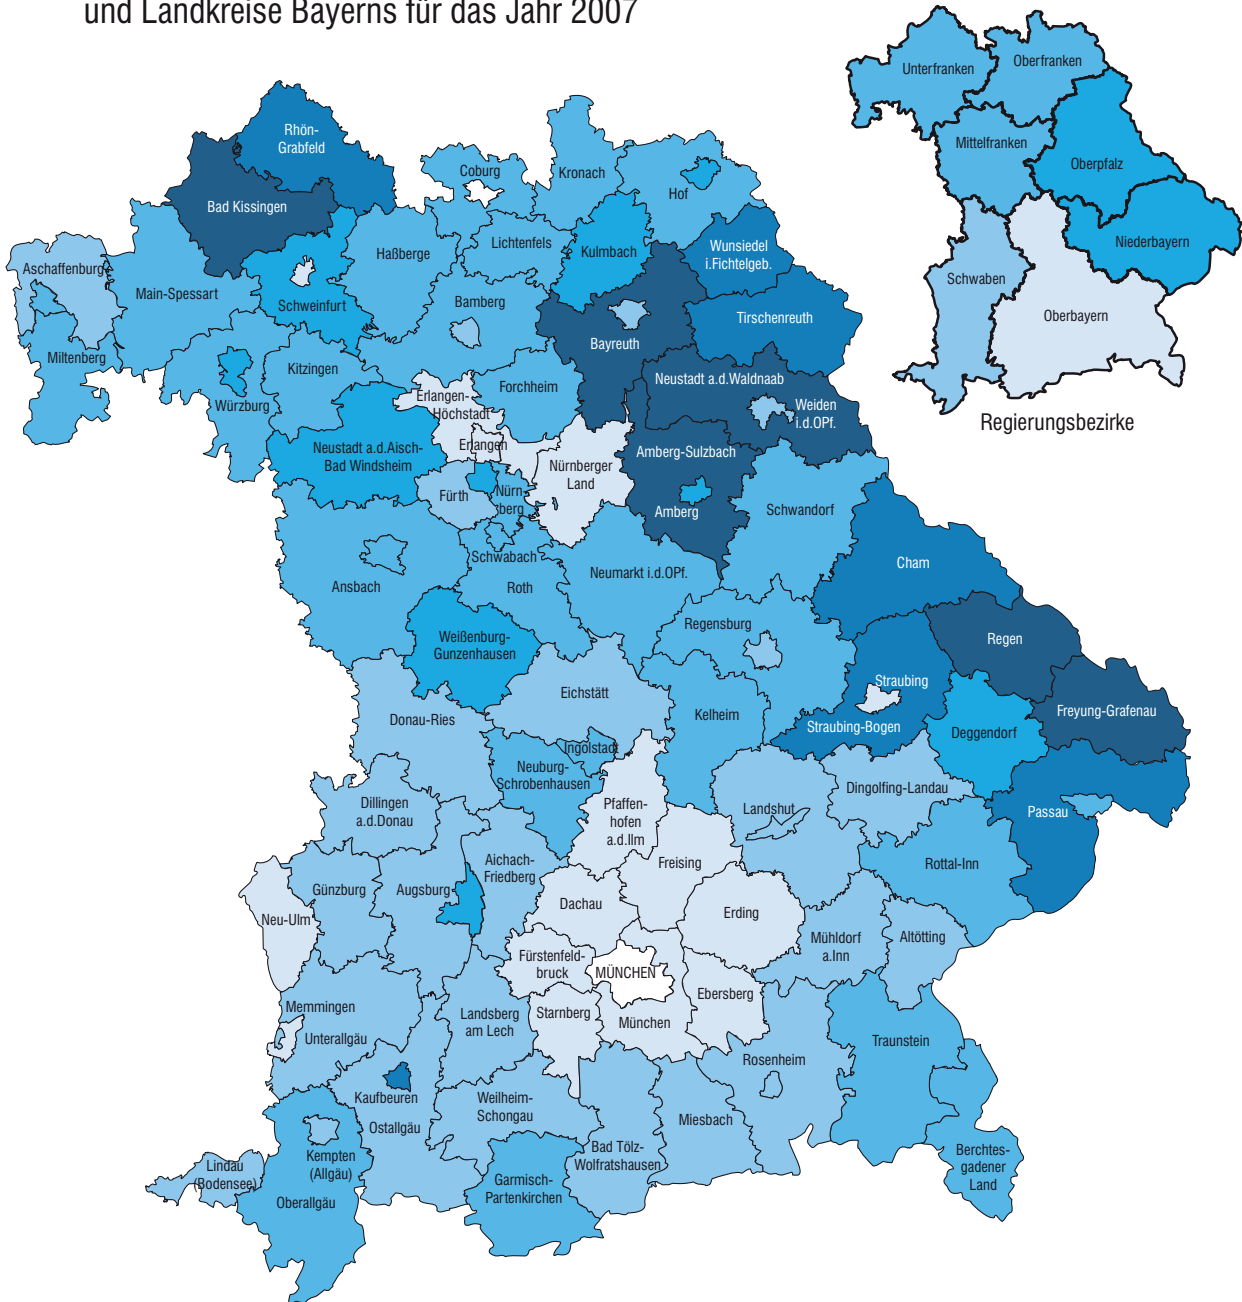 und Landkreise Bayerns für das Jahr 2007
Unterfranken
Oberfranken
Mittelfranken
Oberpfalz
Niederbayern
Schwaben
Oberbayern
Regierungsbezirke
Rhön-
Grabfeld
Bad Kissingen
Coburg
Kronach
Hof
Aschaffenburg
Main-Spessart
Schweinfurt
Haßberge
Lichtenfels
Kulmbach
Wunsiedel
i.Fichtelgeb.
Bamberg
Tirschenreuth
Bayreuth
Miltenberg
Kitzingen
Würzburg
Forchheim
Erlangen-
Höchstadt
Neustadt a.d.Waldnaab
Weiden
i.d.OPf.
Neustadt a.d.Aisch-
Bad Windsheim
Erlangen
Nürnberger
Land
Amberg-Sulzbach
Fürth
Nürn-
berg
Amberg
Schwandorf
Ansbach
Schwabach
Roth
Neumarkt i.d.OPf.
Cham
Weißenburg-
Gunzenhausen
Regensburg
Regen
Eichstätt
Straubing
Donau-Ries
Kelheim
Straubing-Bogen
Deggendorf
Freyung-Grafenau
Ingolstadt
Neuburg-
Schrobenhausen
Dillingen
a.d.Donau
Pfaffen-
hofen
a.d.Ilm
Landshut
Dingolfing-Landau
Passau
Aichach-
Friedberg
Freising
Rottal-Inn
Günzburg
Augsburg
Neu-Ulm
Dachau
Erding
Mühldorf
a.Inn
Altötting
Fürstenfeld-
bruck
MÜNCHEN
Ebersberg
Memmingen
Unterallgäu
Landsberg
am Lech
Starnberg
München
Traunstein
Rosenheim
Kaufbeuren
Ostallgäu
Weilheim-
Schongau
Miesbach
Bad Tölz-
Wolfratshausen
Kempten
(Allgäu)
Lindau
(Bodensee)
Oberallgäu
Garmisch-
Partenkirchen
Berchtes-
gadener
Land